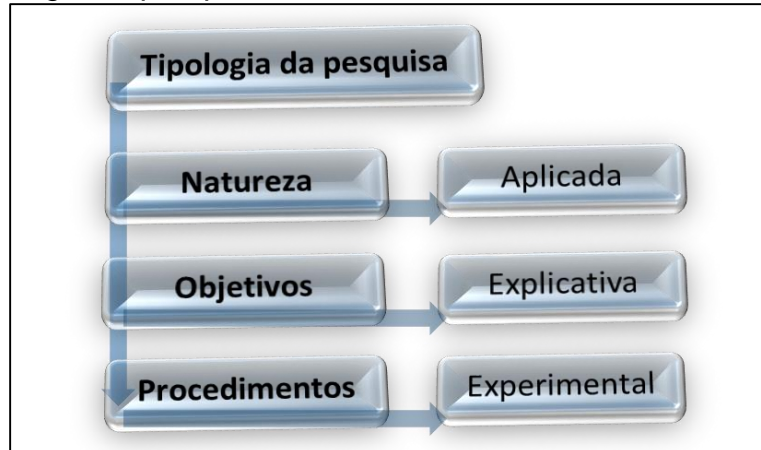 Tipologia da pesquisa
Natureza
Aplicada
Objetivos
Explicativa
Procedimentos
Experimental